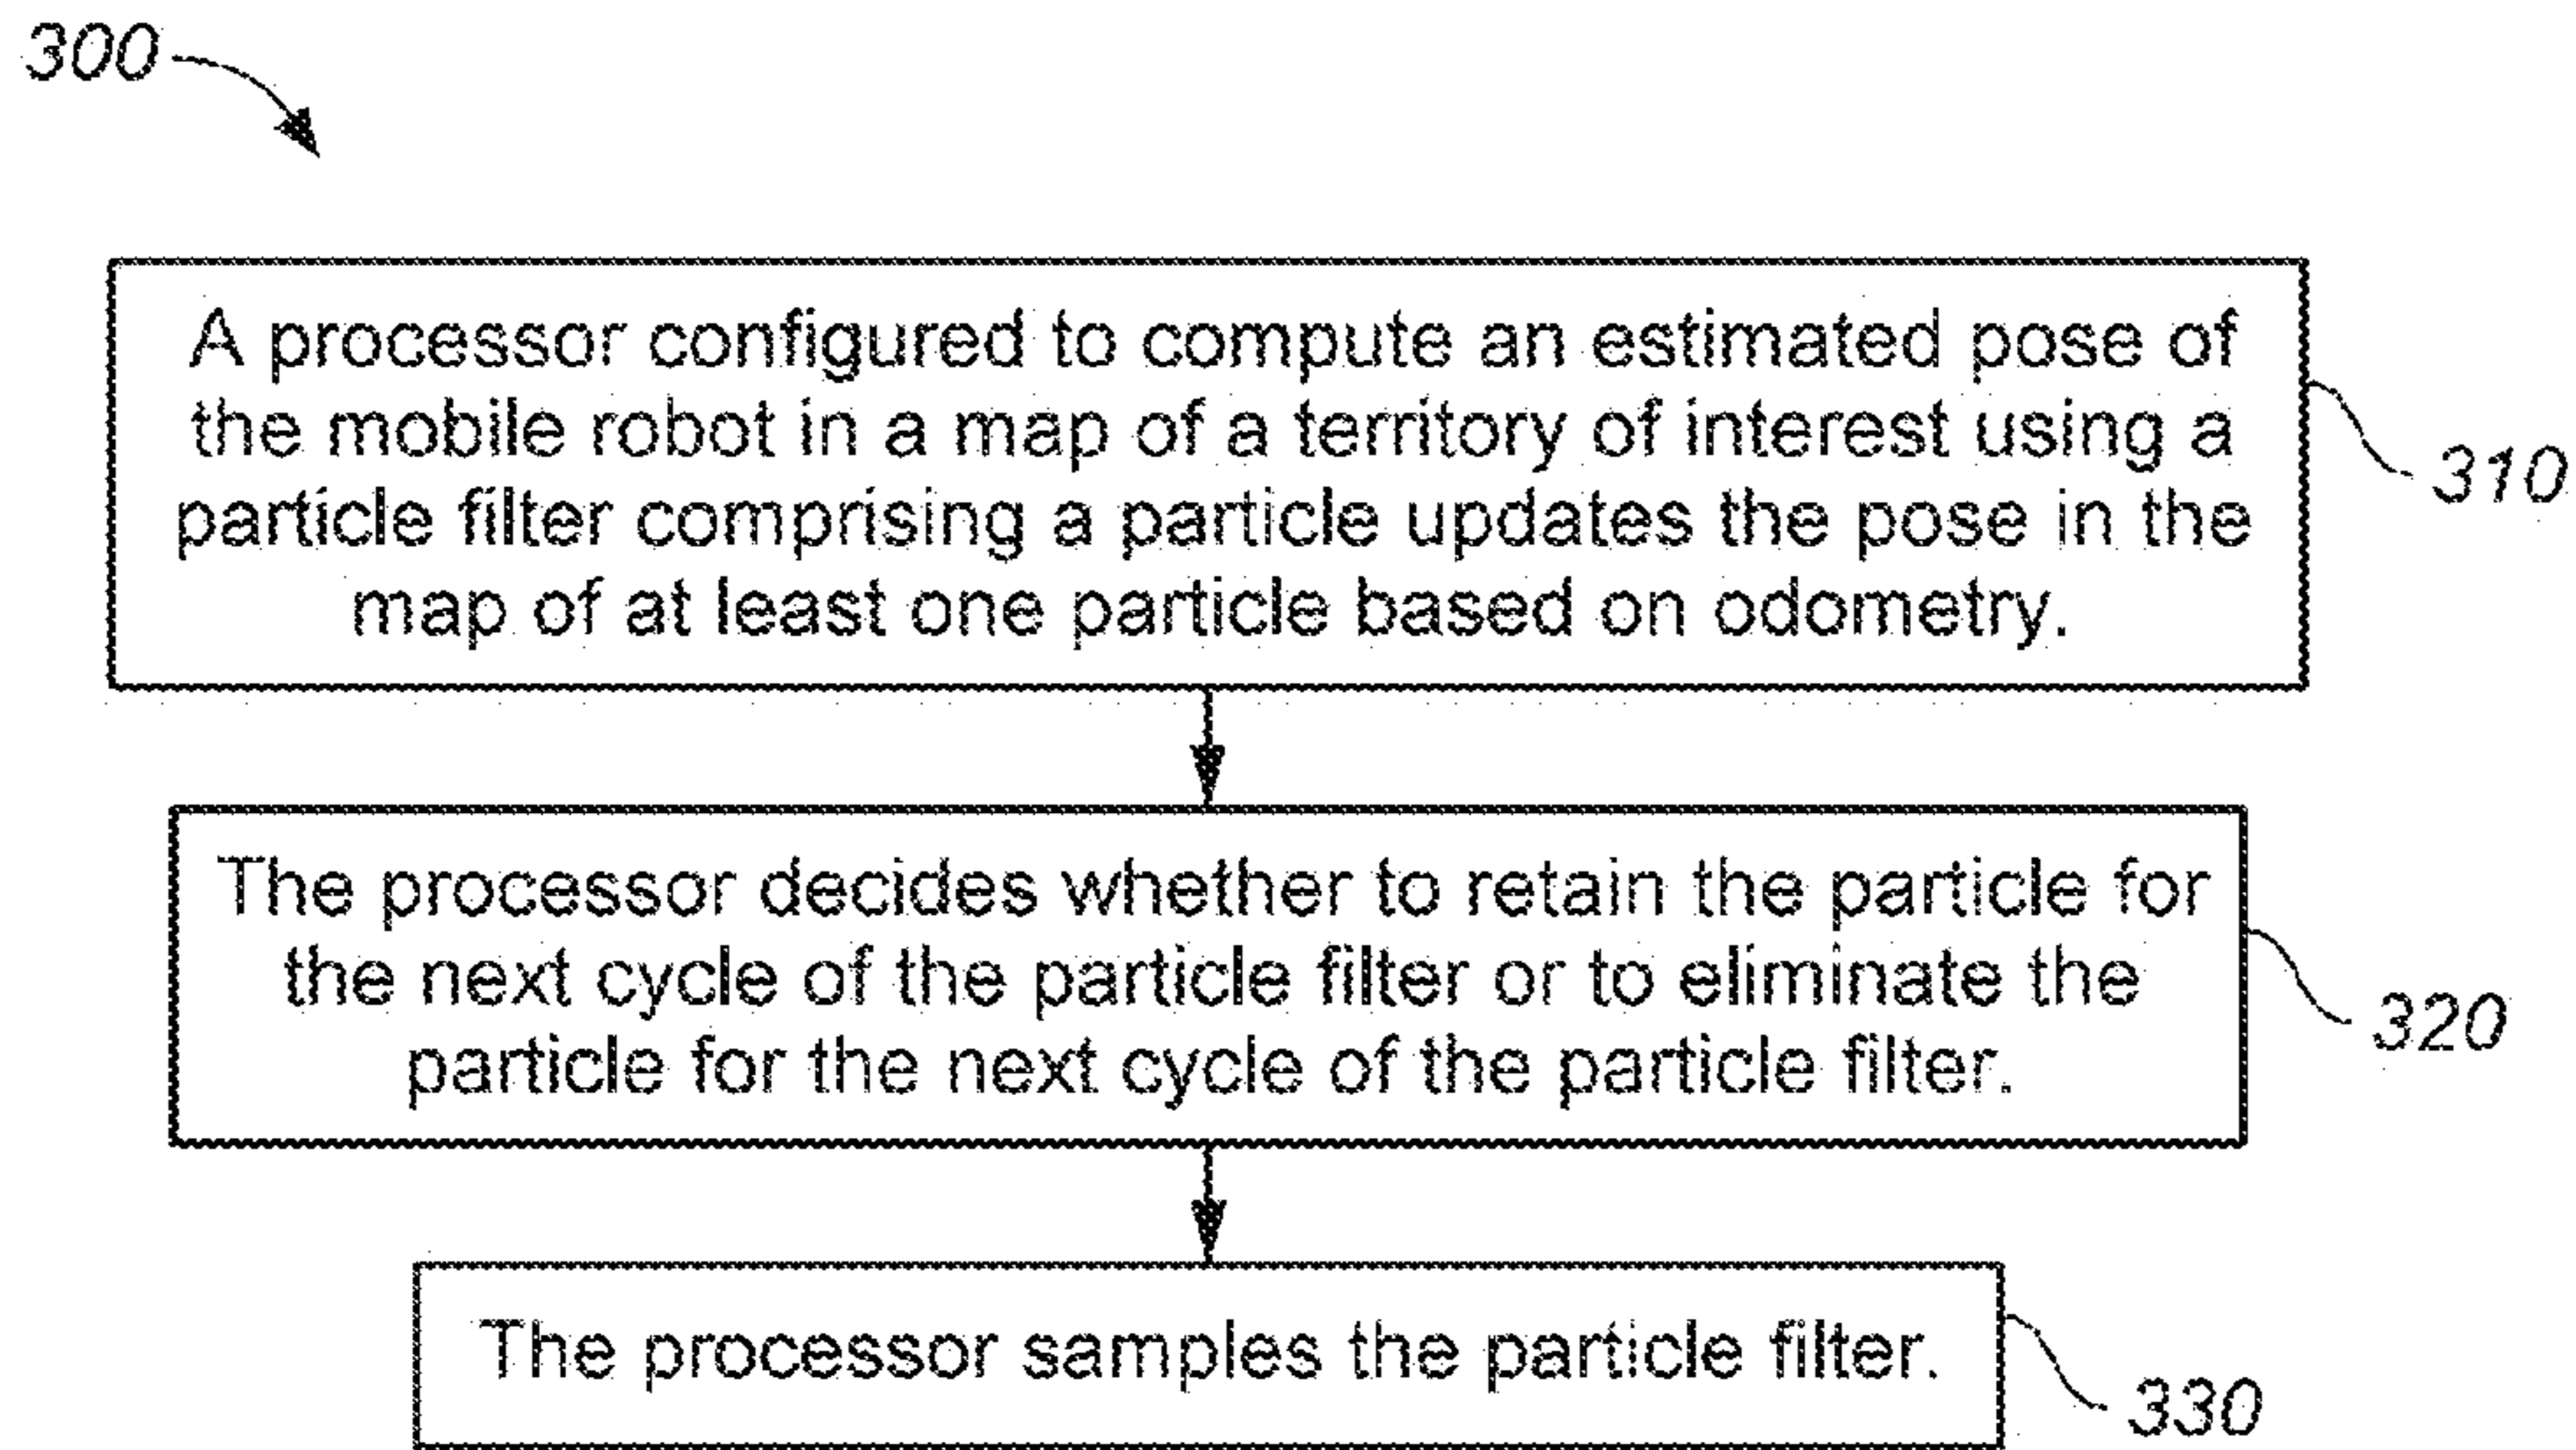 300
A processor configured to compute an estimated pose of
the mobile robot in a map of a territory of interest using a
particle filter comprising a particle updates the pose in the
map of at least one particle based on odometry.
310
The processor decides whether to retain the particle for
the next cycle of the particle filter or to eliminate the
particle for the next cycle of the particle filter.
320
The processor samples the particle filter.
330